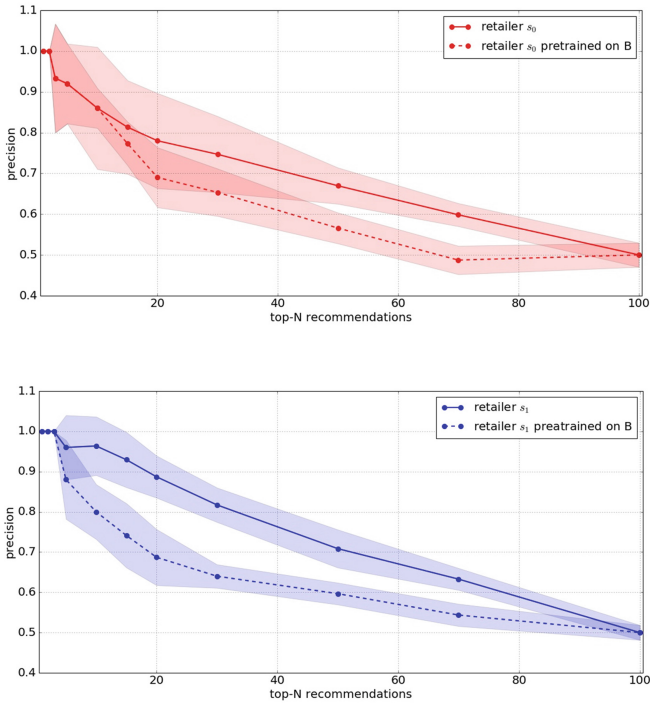 1.1
1.0
0.9
0.8
0.7
0.6
0.5
0.4
precision
retailer s₀
retailer s₀ pretrained on B
20 40 60 80 100
top-N recommendations
1.1
1.0
0.9
0.8
0.7
0.6
0.5
0.4
precision
retailer s₁
retailer s₁ preatrained on B
20 40 60 80 100
top-N recommendations